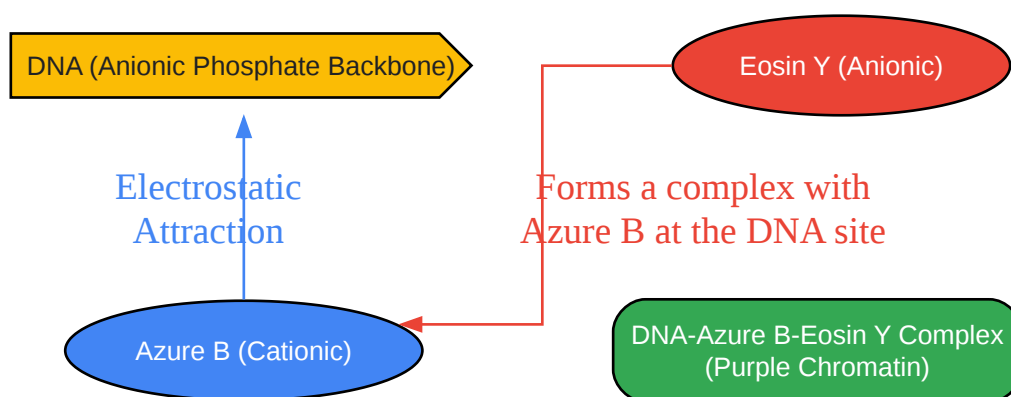 DNA (Anionic Phosphate Backbone)
Eosin Y (Anionic)
Electrostatic
Attraction
Forms a complex with
Azure B at the DNA site
Azure B (Cationic)
DNA-Azure B-Eosin Y Complex
(Purple Chromatin)